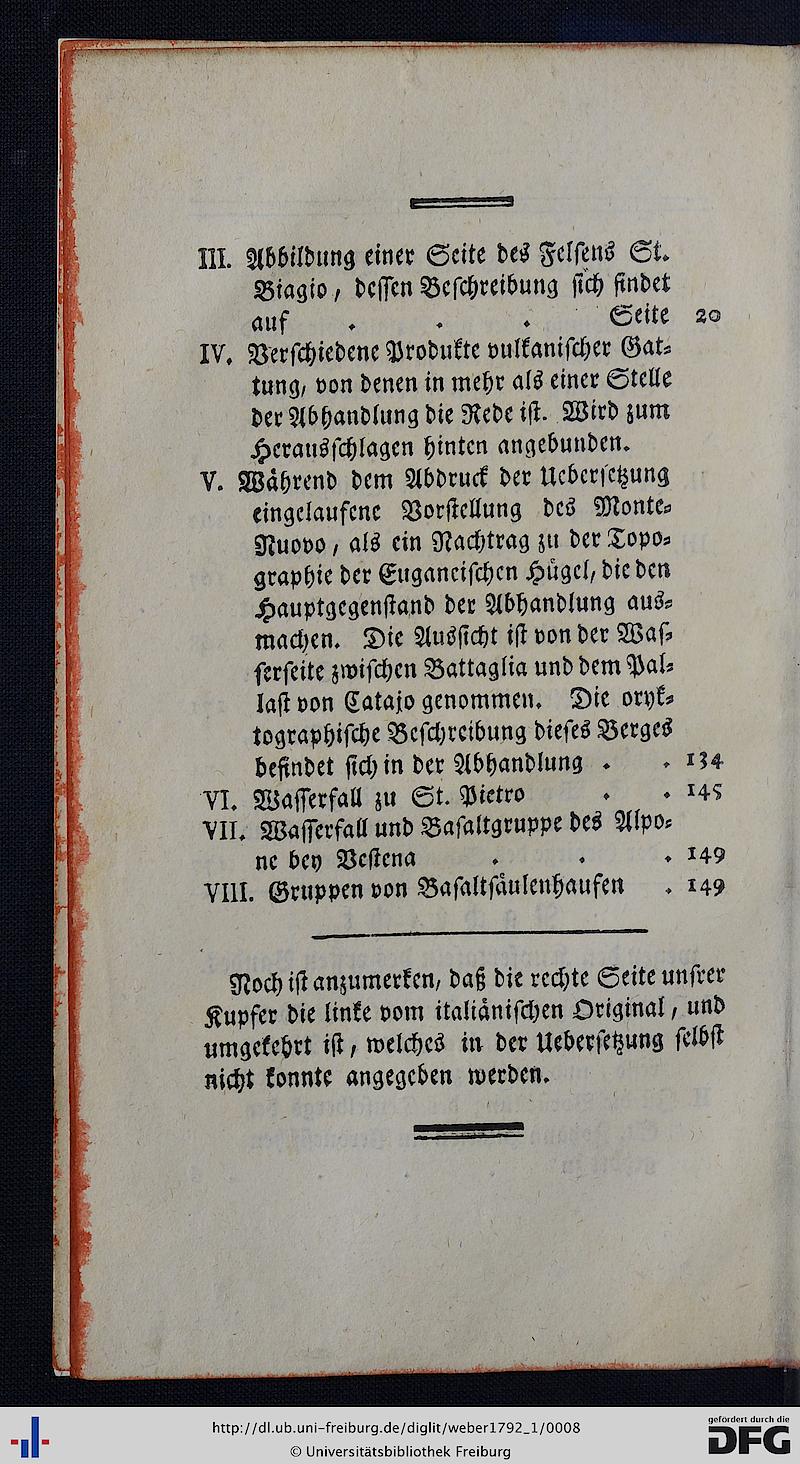 III. Abbildung einer Seite des Felsens St.
Biagio, dessen Beschreibung sich findet
auf . . . Seite 20
IV. Verschiedene Produkte vulkanischer Gat-
tung, von denen in mehr als einer Stelle
der Abhandlung die Rede ist. Wird zum
Herausschlagen hinten angebunden.
V. Während dem Abdruck der Uebersetzung
eingelaufene Vorstellung des Monte-
Nuovo, als ein Nachtrag zu der Topo-
graphie der Euganeischen Hügel, die den
Hauptgegenstand der Abhandlung aus-
machen. Die Aussicht ist von der Was-
serseite zwischen Battaglia und dem Pal-
last von Catajo genommen. Die oryk-
tographische Beschreibung dieses Berges
befindet sich in der Abhandlung . . 134
VI. Wasserfall zu St. Pietro . . 145
VII. Wasserfall und Basaltgruppe des Alpo-
ne bey Vestena . . . 149
VIII. Gruppen von Basaltsäulenhaufen . 149
Noch ist anzumerken, daß die rechte Seite unsrer
Kupfer die linke vom italiänischen Original, und
umgekehrt ist, welches in der Uebersetzung selbst
nicht konnte angegeben werden.
http://dl.ub.uni-freiburg.de/diglit/weber1792_1/0008
© Universitätsbibliothek Freiburg
gefördert durch die
DFG